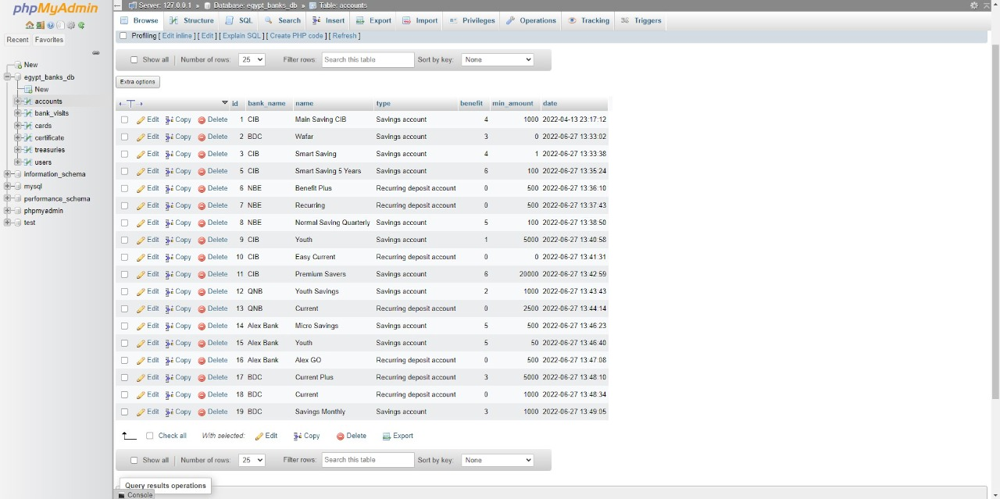 phpMyAdmin
Recent Favorites
New
egypt_banks_db
New
accounts
bank_visits
cards
certificate
treasuries
users
information_schema
mysql
performance_schema
phpmyadmin
test
Server: 127.0.0.1 » Database: egypt_banks_db » Table: accounts
Browse Structure SQL Search Insert Export Import Privileges Operations Tracking Triggers
Profiling [ Edit inline ] [ Edit ] [ Explain SQL ] [ Create PHP code ] [ Refresh ]
Show all Number of rows: 25 Filter rows: Search this table Sort by key: None
Extra options
id bank_name name type benefit min_amount date
Edit Copy Delete 1 CIB Main Saving CIB Savings account 4 1000 2022-04-13 23:17:12
Edit Copy Delete 2 BDC Wafar Savings account 3 0 2022-06-27 13:33:02
Edit Copy Delete 3 CIB Smart Saving Savings account 4 1 2022-06-27 13:33:38
Edit Copy Delete 5 CIB Smart Saving 5 Years Savings account 6 100 2022-06-27 13:35:24
Edit Copy Delete 6 NBE Benefit Plus Recurring deposit account 0 500 2022-06-27 13:36:10
Edit Copy Delete 7 NBE Recurring Recurring deposit account 0 500 2022-06-27 13:37:43
Edit Copy Delete 8 NBE Normal Saving Quarterly Savings account 5 100 2022-06-27 13:38:50
Edit Copy Delete 9 CIB Youth Savings account 1 5000 2022-06-27 13:40:58
Edit Copy Delete 10 CIB Easy Current Recurring deposit account 0 0 2022-06-27 13:41:31
Edit Copy Delete 11 CIB Premium Savers Savings account 6 20000 2022-06-27 13:42:59
Edit Copy Delete 12 QNB Youth Savings Savings account 2 1000 2022-06-27 13:43:43
Edit Copy Delete 13 QNB Current Recurring deposit account 0 2500 2022-06-27 13:44:14
Edit Copy Delete 14 Alex Bank Micro Savings Savings account 5 500 2022-06-27 13:46:23
Edit Copy Delete 15 Alex Bank Youth Savings account 5 50 2022-06-27 13:46:40
Edit Copy Delete 16 Alex Bank Alex GO Recurring deposit account 0 500 2022-06-27 13:47:08
Edit Copy Delete 17 BDC Current Plus Recurring deposit account 3 5000 2022-06-27 13:48:10
Edit Copy Delete 18 BDC Current Recurring deposit account 0 1000 2022-06-27 13:48:34
Edit Copy Delete 19 BDC Savings Monthly Savings account 3 1000 2022-06-27 13:49:05
Check all With selected: Edit Copy Delete Export
Show all Number of rows: 25 Filter rows: Search this table Sort by key: None
Query results operations
Console